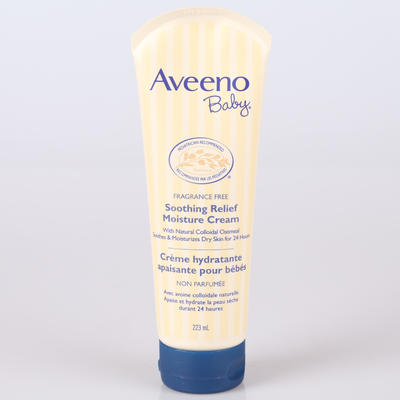 Aveeno
Baby.
PEDIATRICIAN RECOMMENDED
RECOMMANDÉE PAR LES PÉDIATRES
FRAGRANCE FREE
Soothing Relief
Moisture Cream
With Natural Colloidal Oatmeal
Soothes & Moisturizes Dry Skin for 24 Hours
Crème hydratante
apaisante pour bébés
NON PARFUMÉE
Avec avoine colloïdale naturelle
Apaise et hydrate la peau sèche
durant 24 heures
223 mL